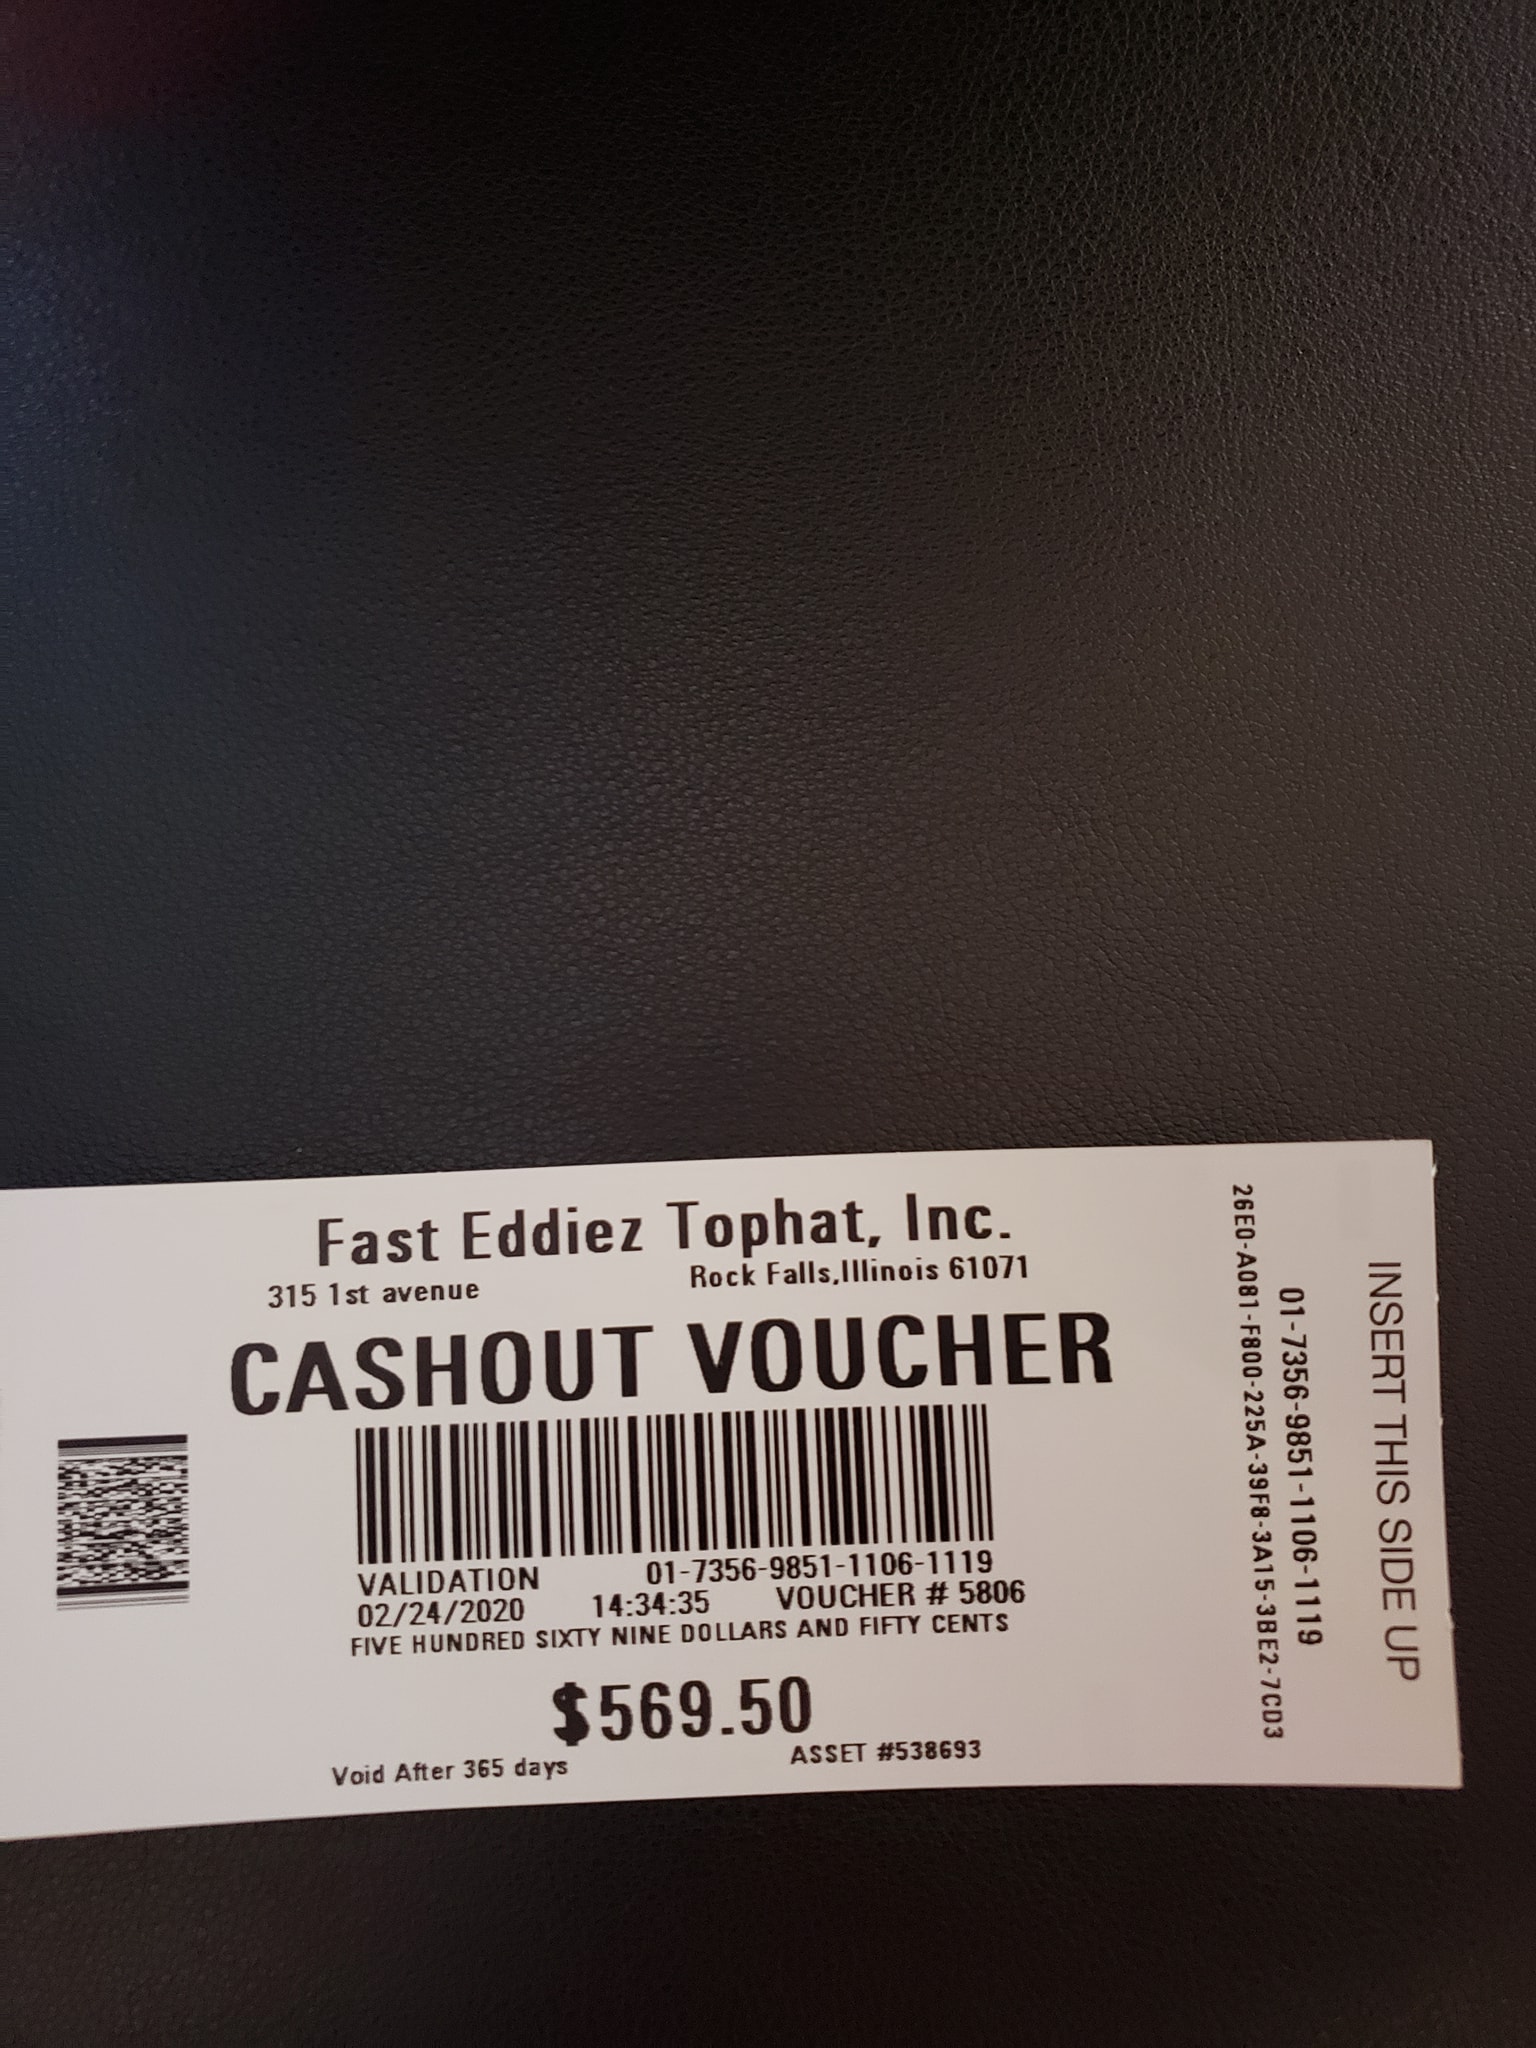 Fast Eddiez Tophat, Inc.
315 1st avenue Rock Falls,Illinois 61071
CASHOUT VOUCHER
VALIDATION 01-7356-9851-1106-1119
02/24/2020 14:34:35 VOUCHER # 5806
FIVE HUNDRED SIXTY NINE DOLLARS AND FIFTY CENTS
$569.50
Void After 365 days ASSET #538693
26E0-A081-F800-225A-39F8-3A15-3BE2-7CD3
01-7356-9851-1106-1119
INSERT THIS SIDE UP